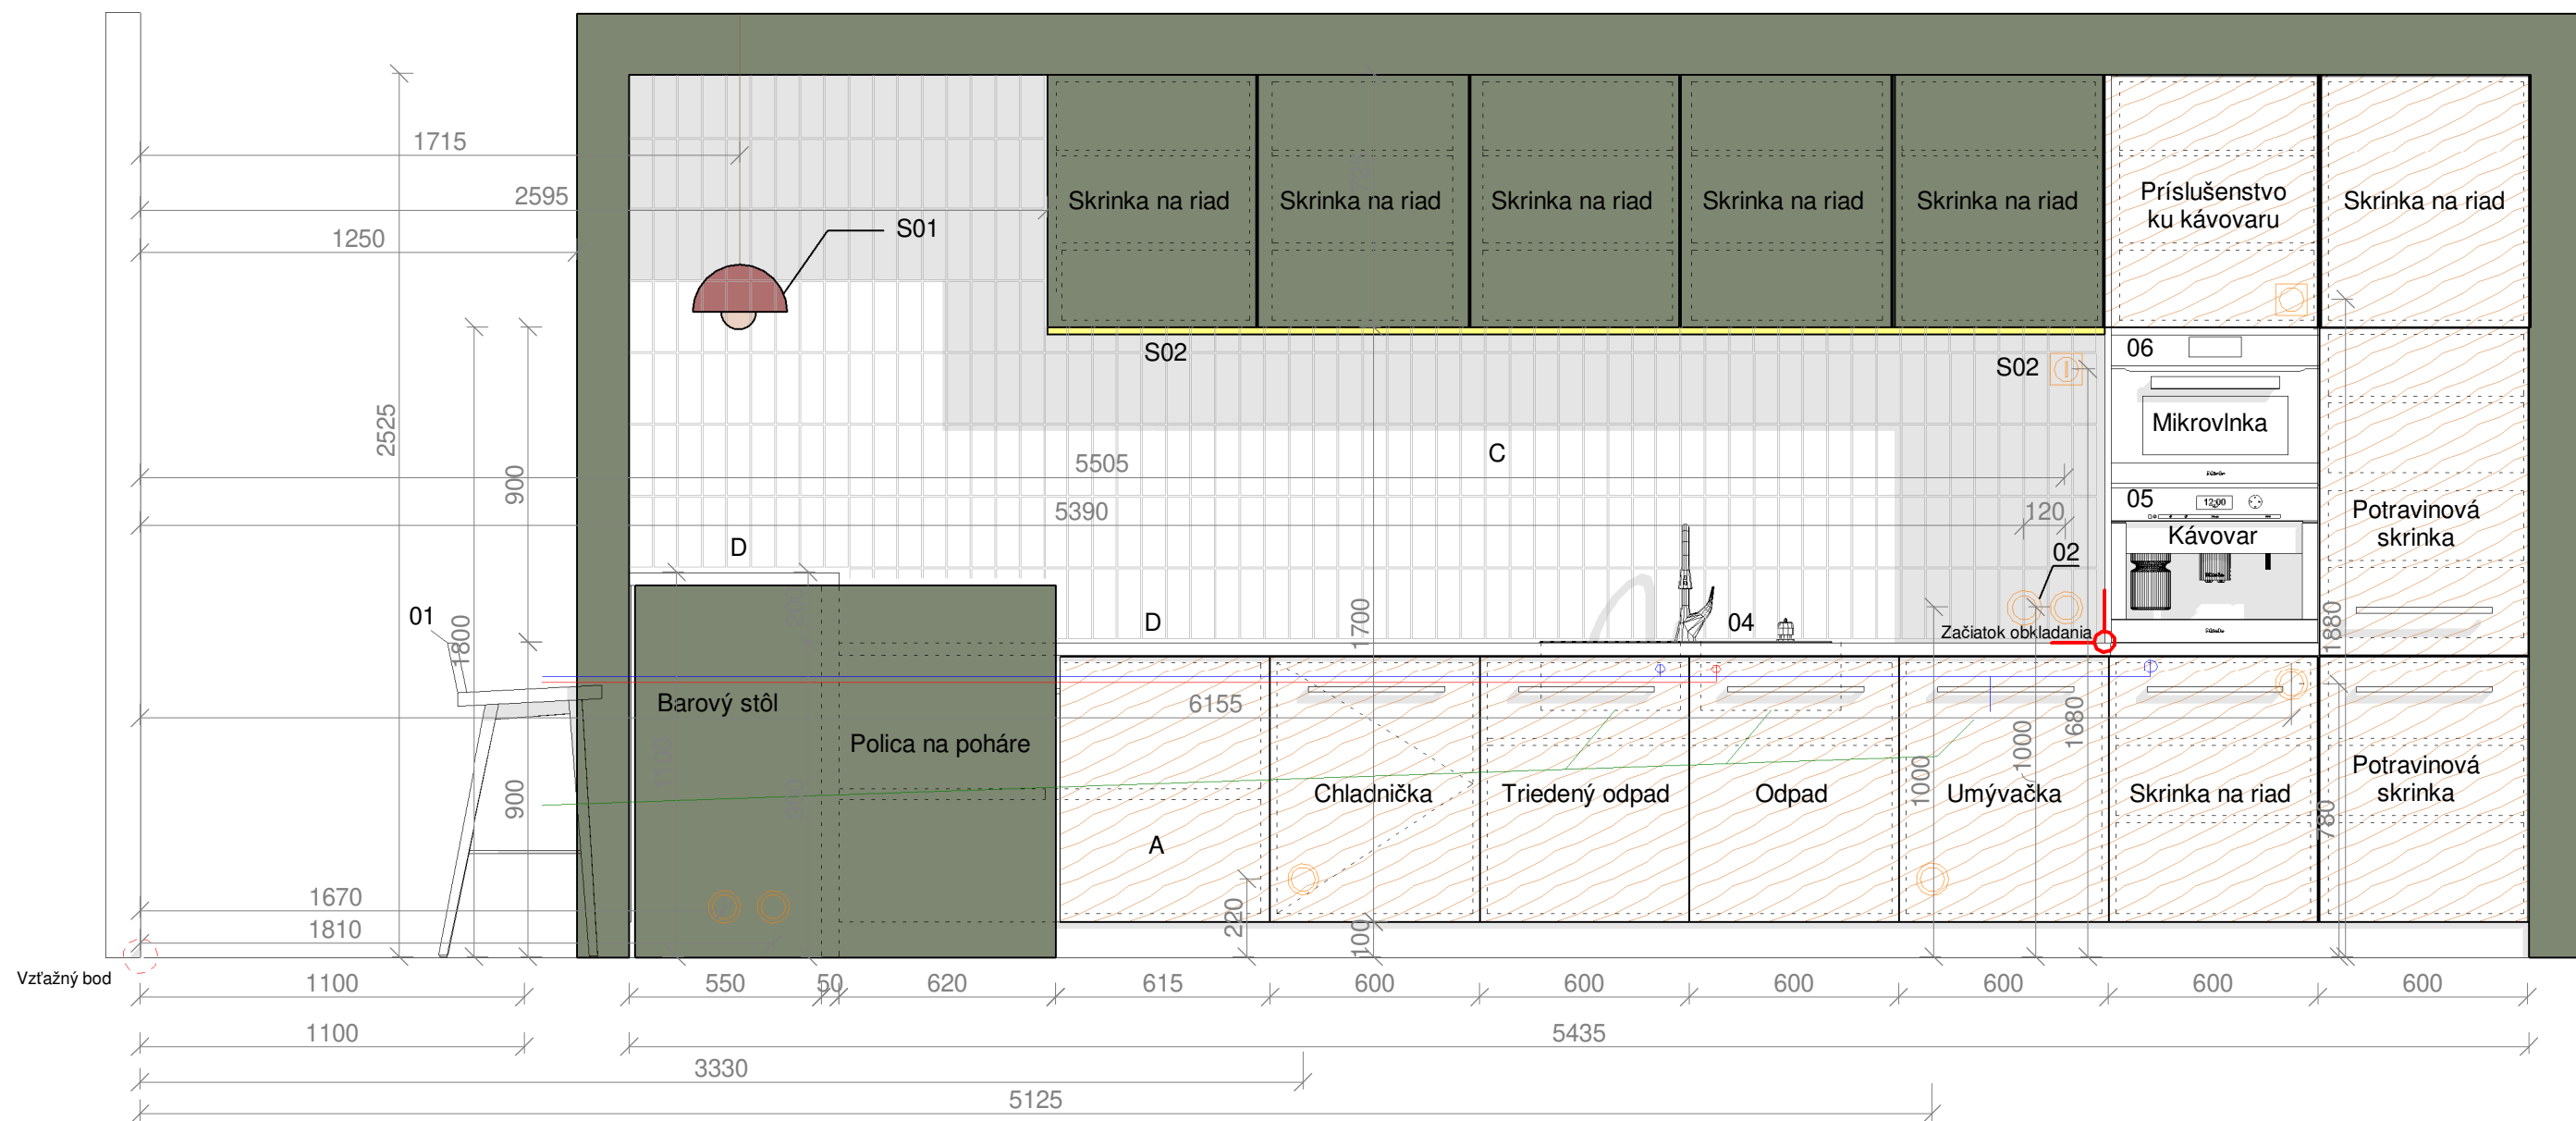 1715
2595
1250
S01
Skrinka na riad
Skrinka na riad
Skrinka na riad
Skrinka na riad
Skrinka na riad
Príslušenstvo
ku kávovaru
Skrinka na riad
S02
S02
06
Mikrovlnka
2525
900
C
5505
5390
120
05
12:00
Kávovar
Potravinová
skrinka
02
D
D
04
01
1800
1700
1880
Začiatok obkladania
Barový stôl
Polica na poháre
6155
1680
1000
1000
780
900
1100
Chladnička
Triedený odpad
Odpad
Umývačka
Skrinka na riad
Potravinová
skrinka
A
1670
1810
220
100
Vzťažný bod
1100
550
50
620
615
600
600
600
600
600
600
1100
5435
3330
5125